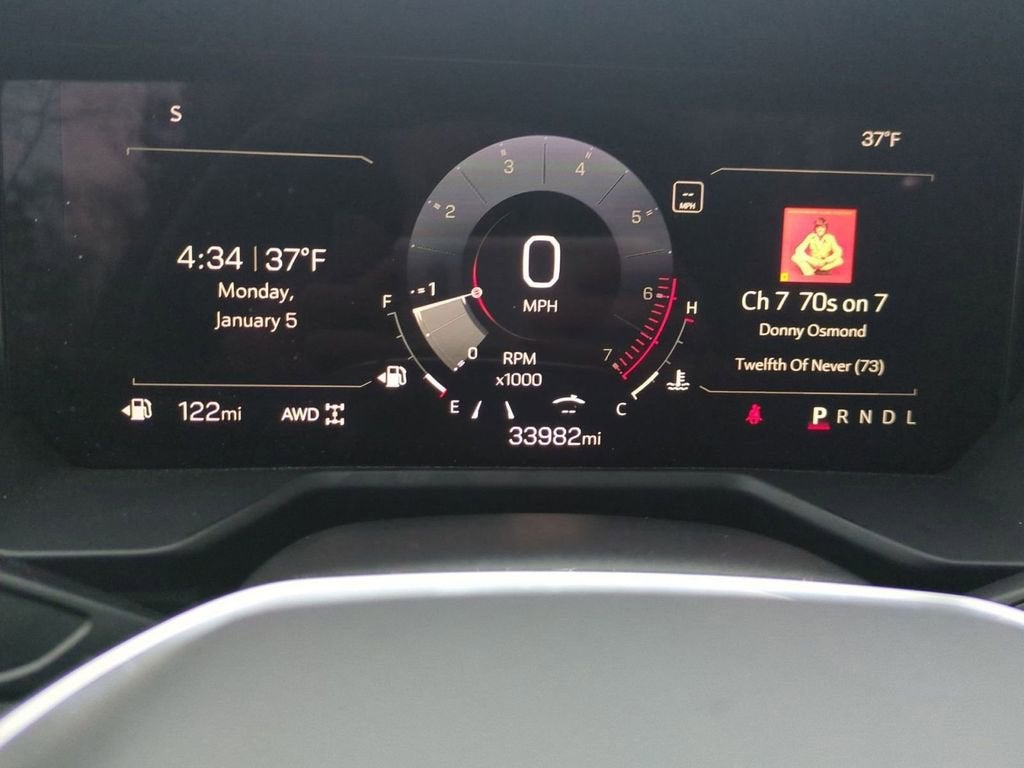 S
37°F
4:34 | 37°F
Monday,
January 5
122mi
AWD
F
E
0
1
2
3
4
5
6
7
0
MPH
RPM
x1000
33982mi
--
MPH
H
C
Ch 7 70s on 7
Donny Osmond
Twelfth Of Never (73)
P R N D L